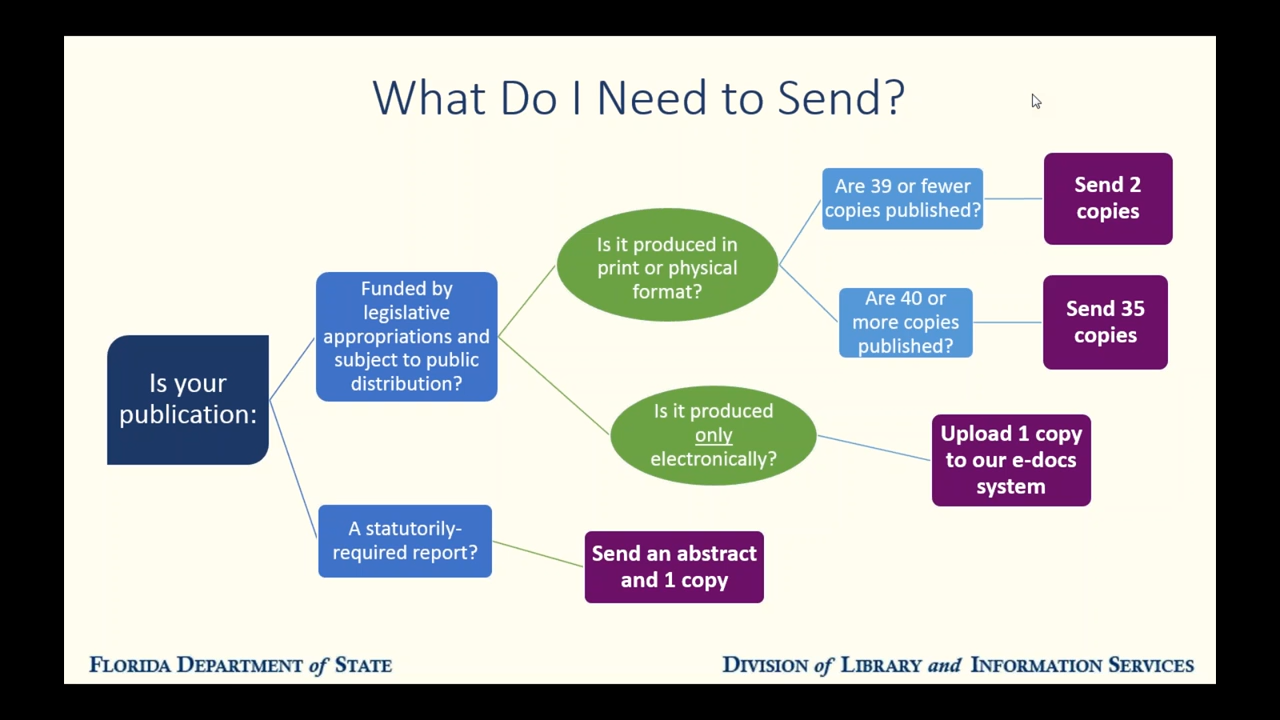 What Do I Need to Send?
Is your
publication:
Funded by
legislative
appropriations and
subject to public
distribution?
Is it produced in
print or physical
format?
Are 39 or fewer
copies published?
Send 2
copies
Are 40 or
more copies
published?
Send 35
copies
Is it produced
only
electronically?
Upload 1 copy
to our e-docs
system
A statutorily-
required report?
Send an abstract
and 1 copy
FLORIDA DEPARTMENT of STATE
DIVISION of LIBRARY and INFORMATION SERVICES